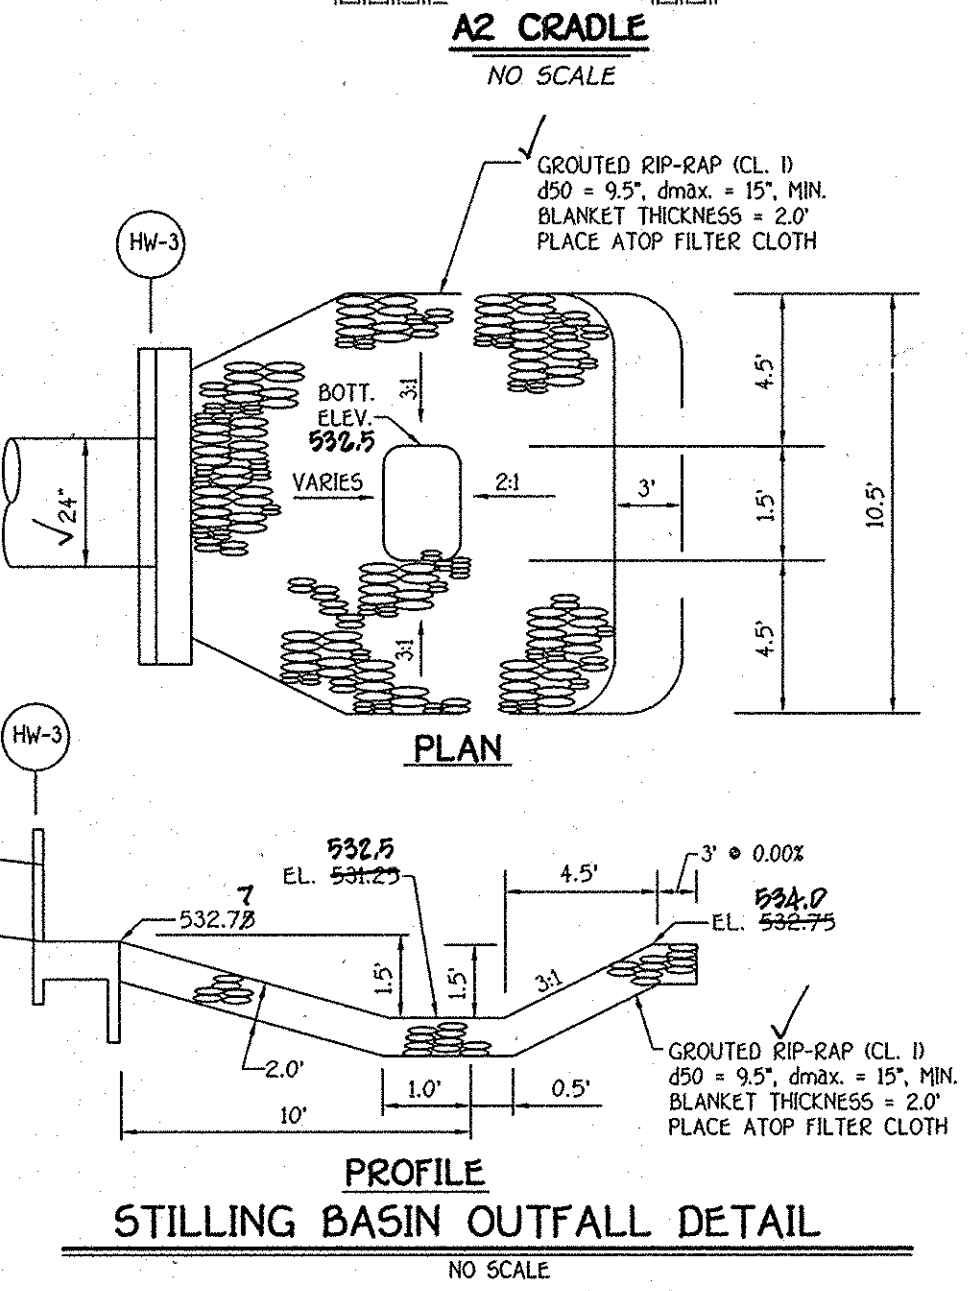 A2 CRADLE
NO SCALE
GROUTED RIP-RAP (CL. I)
d50 = 9.5", dmax. = 15", MIN.
BLANKET THICKNESS = 2.0'
PLACE ATOP FILTER CLOTH
HW-3
BOTT.
ELEV.
532.5
3:1
VARIES
2:1
3'
24"
3:1
4.5'
1.5'
4.5'
10.5'
PLAN
HW-3
532.5
EL. 531.25
7
532.78
4.5'
3' @ 0.00%
534.0
EL. 532.75
1.5'
1.5'
3:1
2.0'
GROUTED RIP-RAP (CL. I)
d50 = 9.5", dmax. = 15", MIN.
BLANKET THICKNESS = 2.0'
PLACE ATOP FILTER CLOTH
1.0'
0.5'
10'
PROFILE
STILLING BASIN OUTFALL DETAIL
NO SCALE